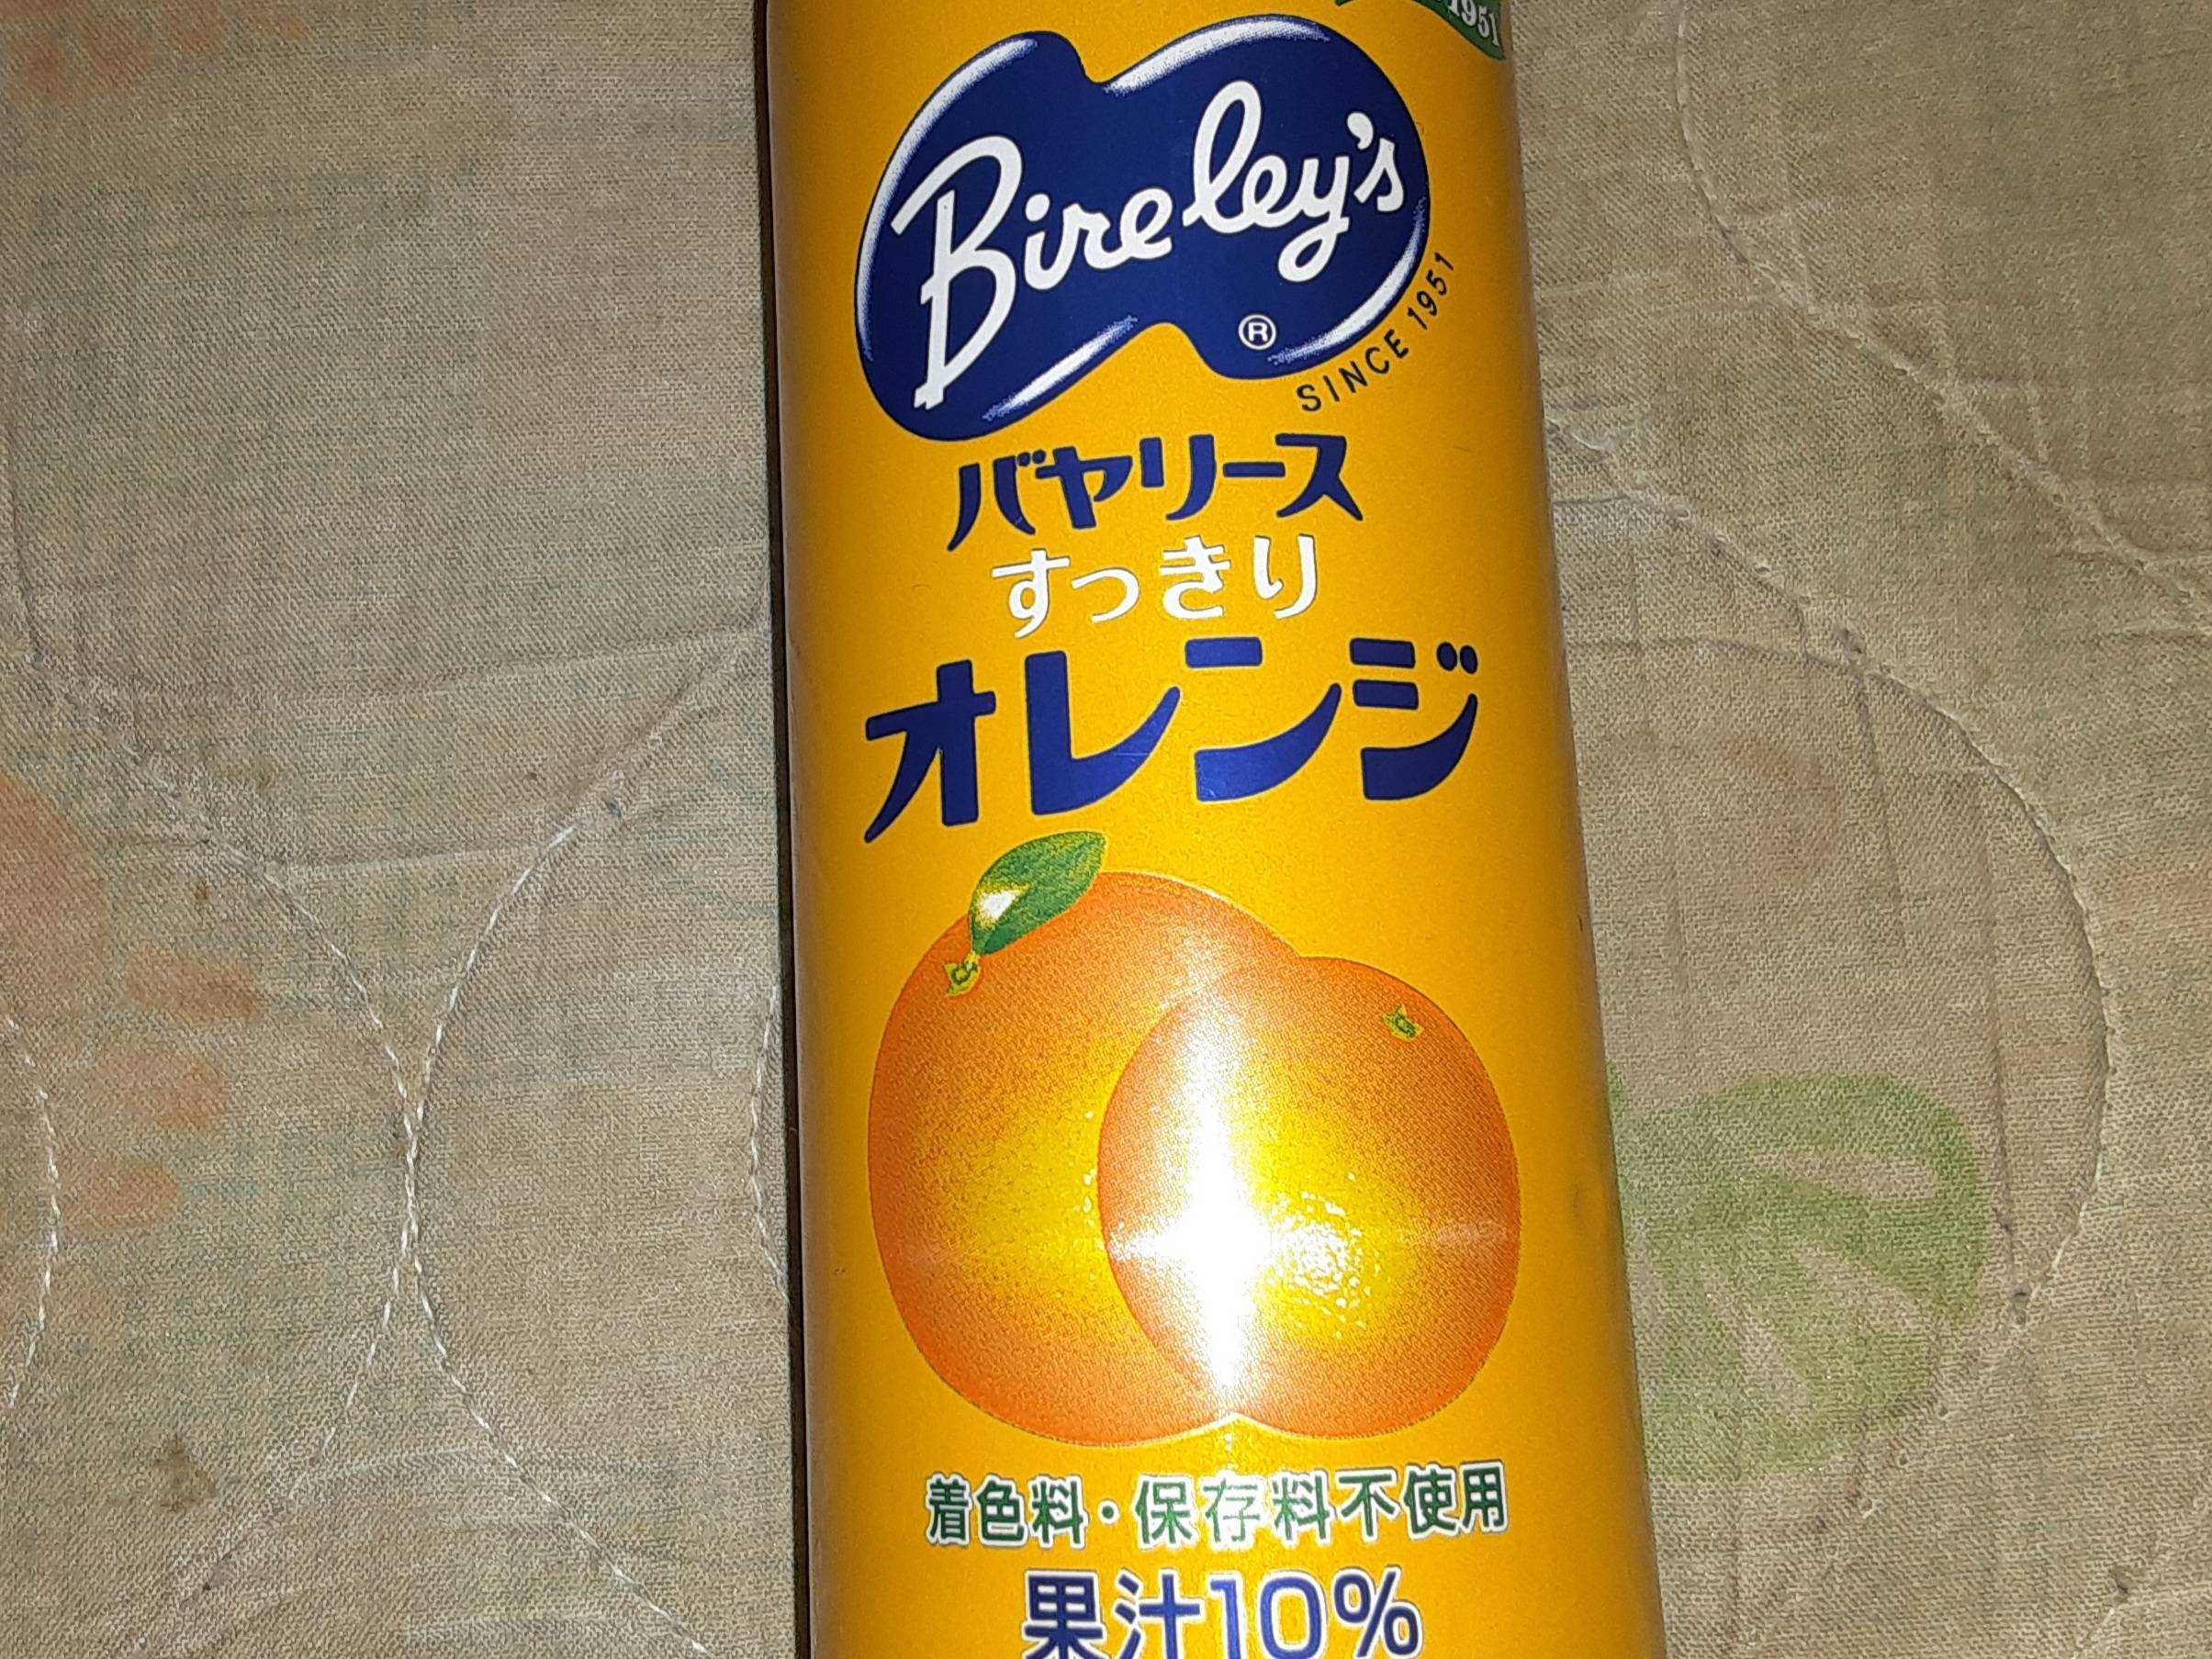 1951
Bireley's
®
SINCE 1951
バヤリース
すっきり
オレンジ
着色料・保存料不使用
果汁10%